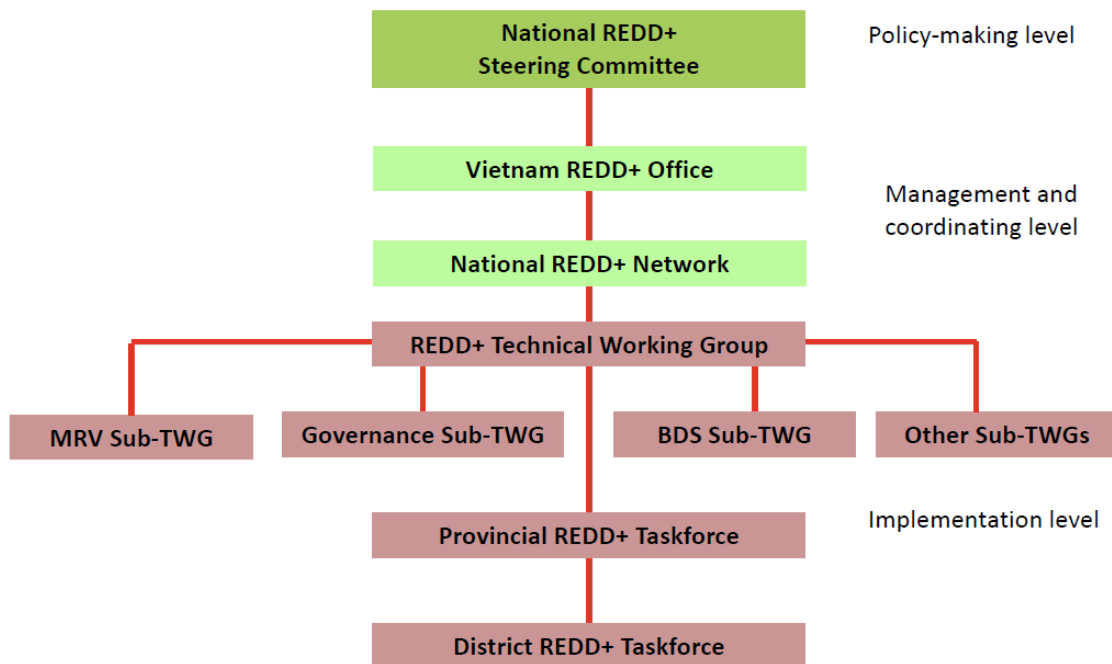 National REDD+
Steering Committee
Policy-making level
Vietnam REDD+ Office
Management and
coordinating level
National REDD+ Network
REDD+ Technical Working Group
MRV Sub-TWG
Governance Sub-TWG
BDS Sub-TWG
Other Sub-TWGs
Implementation level
Provincial REDD+ Taskforce
District REDD+ Taskforce